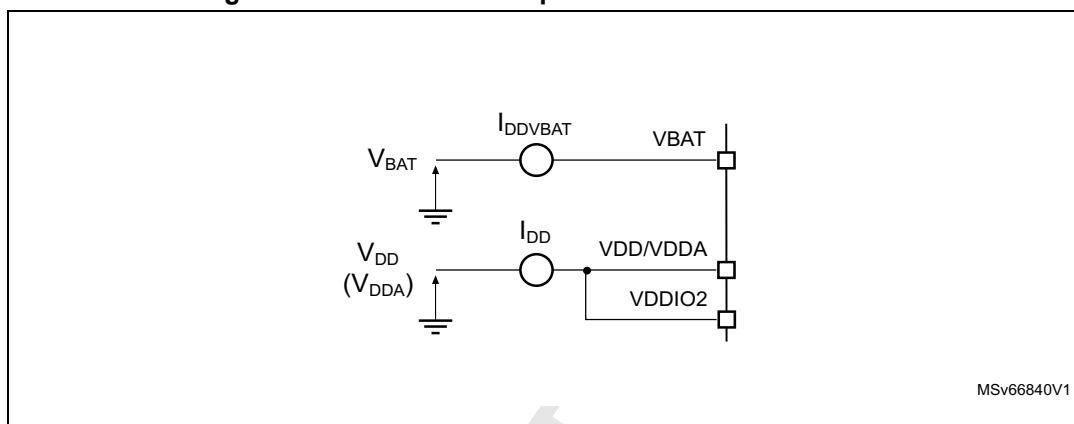 I_DDVBAT
VBAT
V_BAT
I_DD
VDD/VDDA
V_DD
(V_DDA)
VDDIO2
MSv66840V1